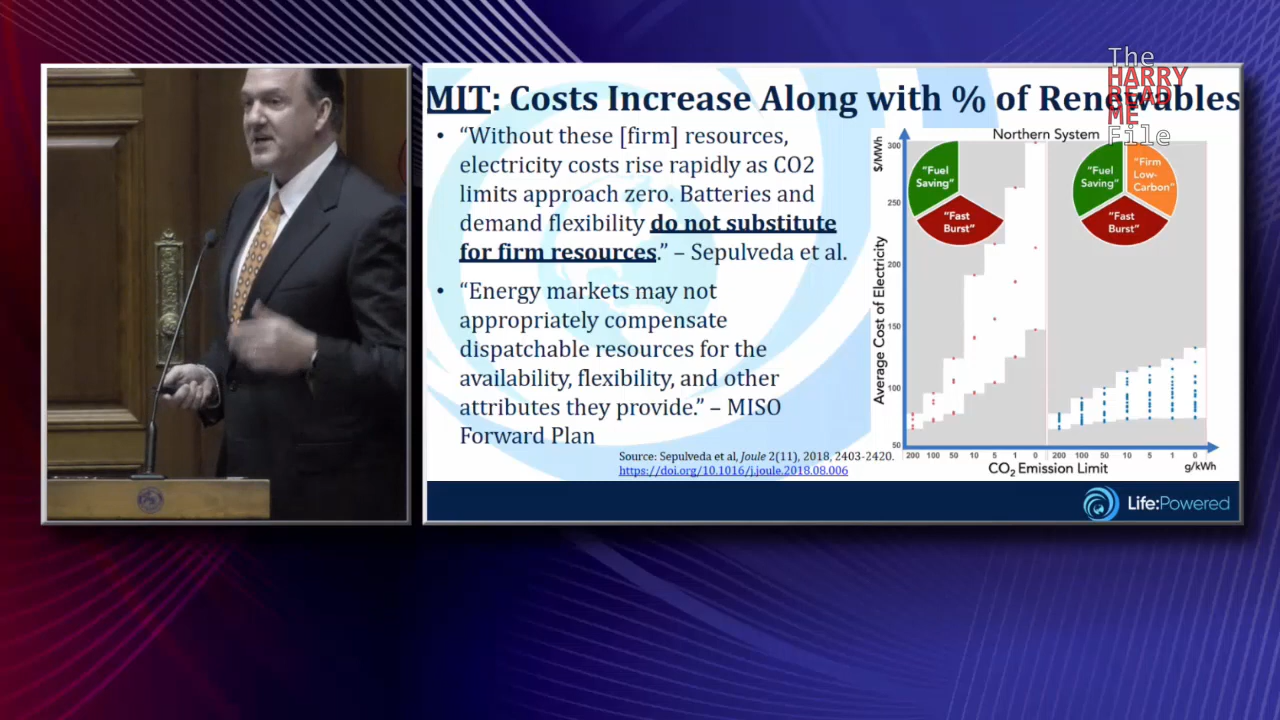 The
HARRY
READ
ME
File
MIT: Costs Increase Along with % of Renewables
• “Without these [firm] resources,
electricity costs rise rapidly as CO2
limits approach zero. Batteries and
demand flexibility do not substitute
for firm resources.” – Sepulveda et al.
• “Energy markets may not
appropriately compensate
dispatchable resources for the
availability, flexibility, and other
attributes they provide.” – MISO
Forward Plan
Source: Sepulveda et al, Joule 2(11), 2018, 2403-2420.
https://doi.org/10.1016/j.joule.2018.08.006
Northern System
$/MWh
Average Cost of Electricity
300
250
200
150
100
50
“Fuel
Saving”
“Fast
Burst”
“Fuel
Saving”
“Firm
Low-
Carbon”
“Fast
Burst”
200 100 50 10 5 1 0 200 100 50 10 5 1 0
CO2 Emission Limit
g/kWh
Life:Powered